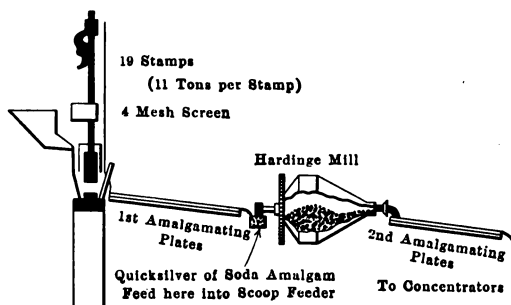 19 Stamps
(11 Tons per Stamp)
4 Mesh Screen
Hardinge Mill
1st Amalgamating
Plates
2nd Amalgamating
Plates
Quicksilver of Soda Amalgam
Feed here into Scoop Feeder
To Concentrators